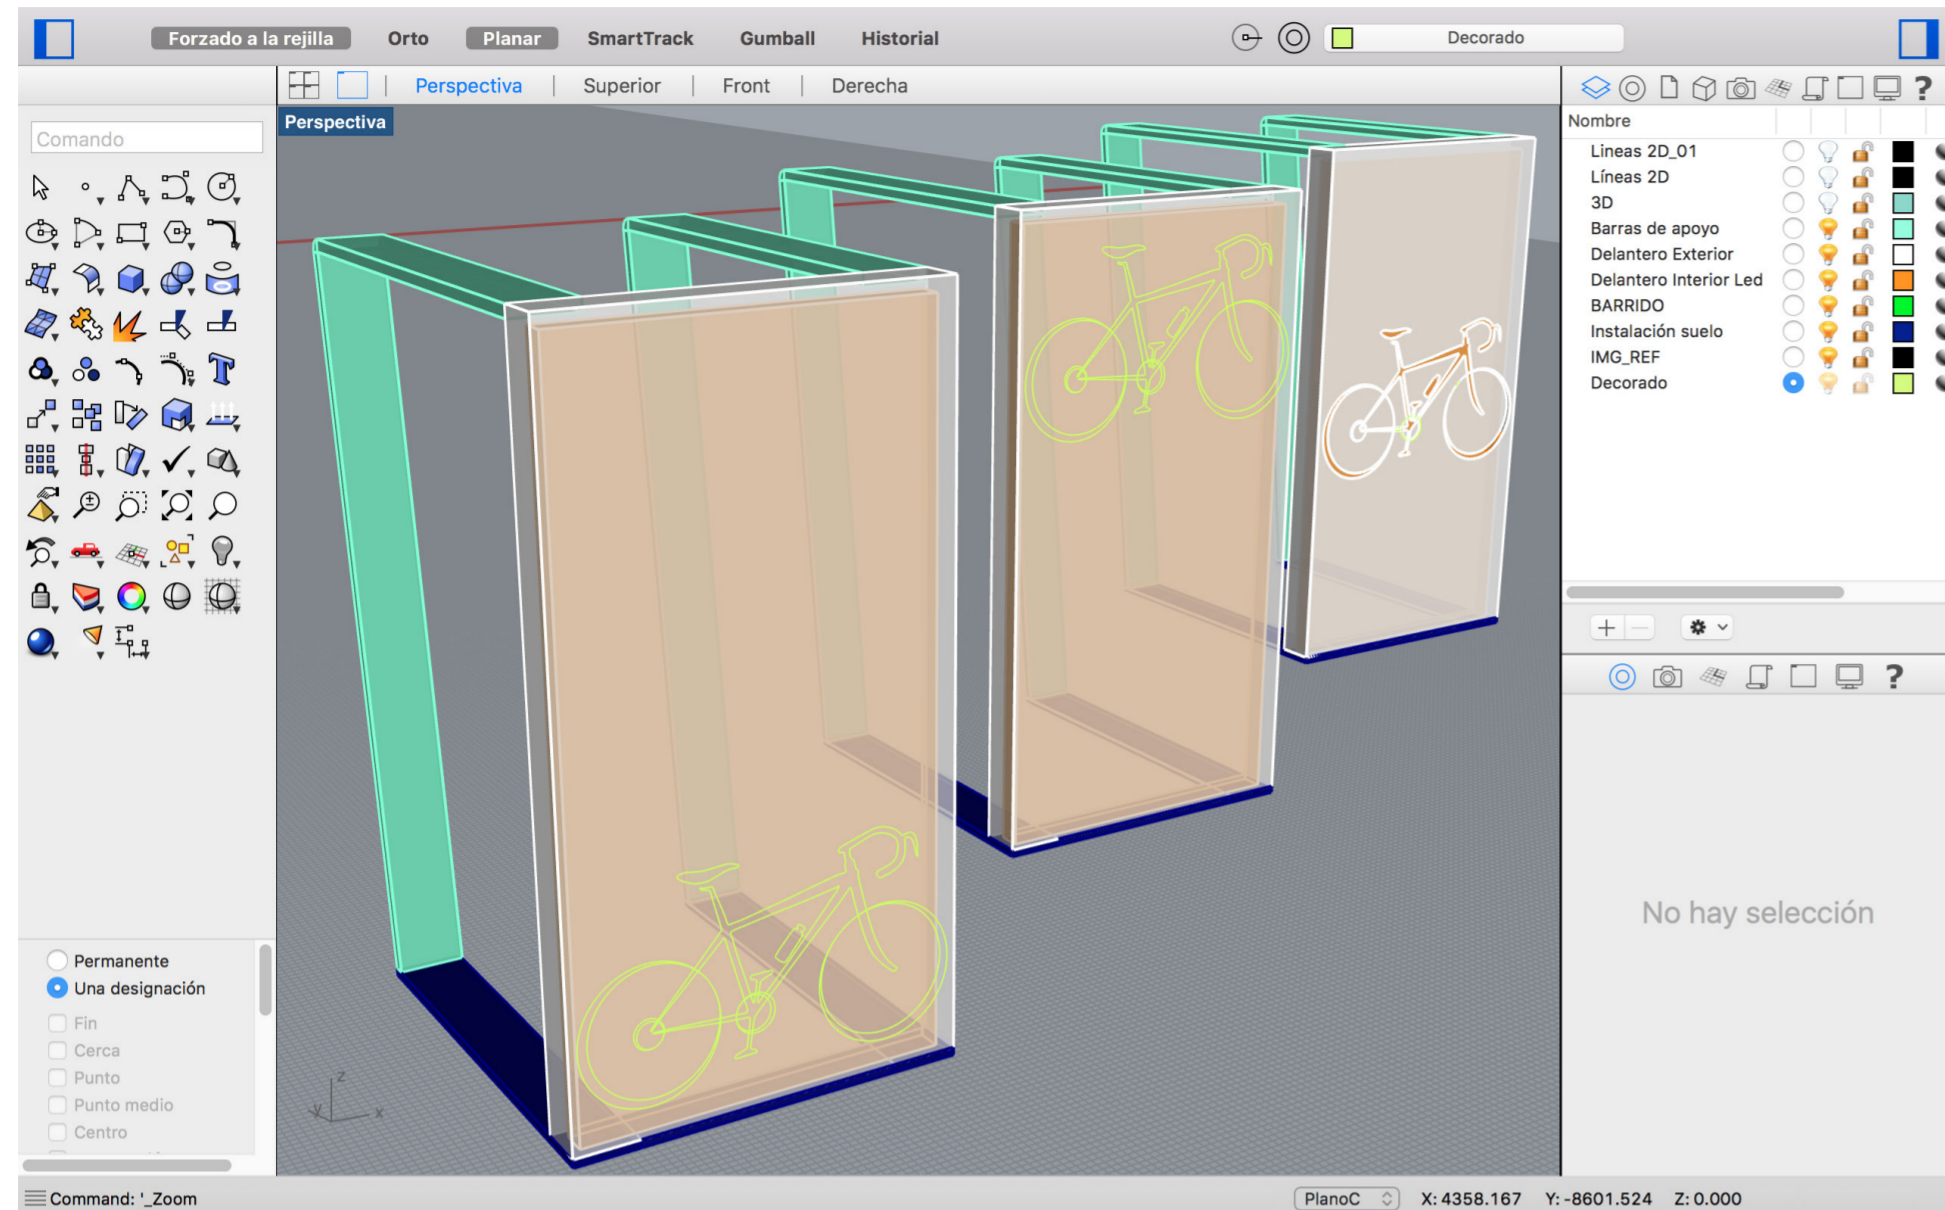 Forzado a la rejilla Orto Planar SmartTrack Gumball Historial Decorado
Perspectiva Superior Front Derecha
Perspectiva
Comando
Nombre
Lineas 2D_01
Líneas 2D
3D
Barras de apoyo
Delantero Exterior
Delantero Interior Led
BARRIDO
Instalación suelo
IMG_REF
Decorado
No hay selección
Permanente
Una designación
Fin
Cerca
Punto
Punto medio
Centro
z
y x
Command: '_Zoom PlanoC X: 4358.167 Y: -8601.524 Z: 0.000